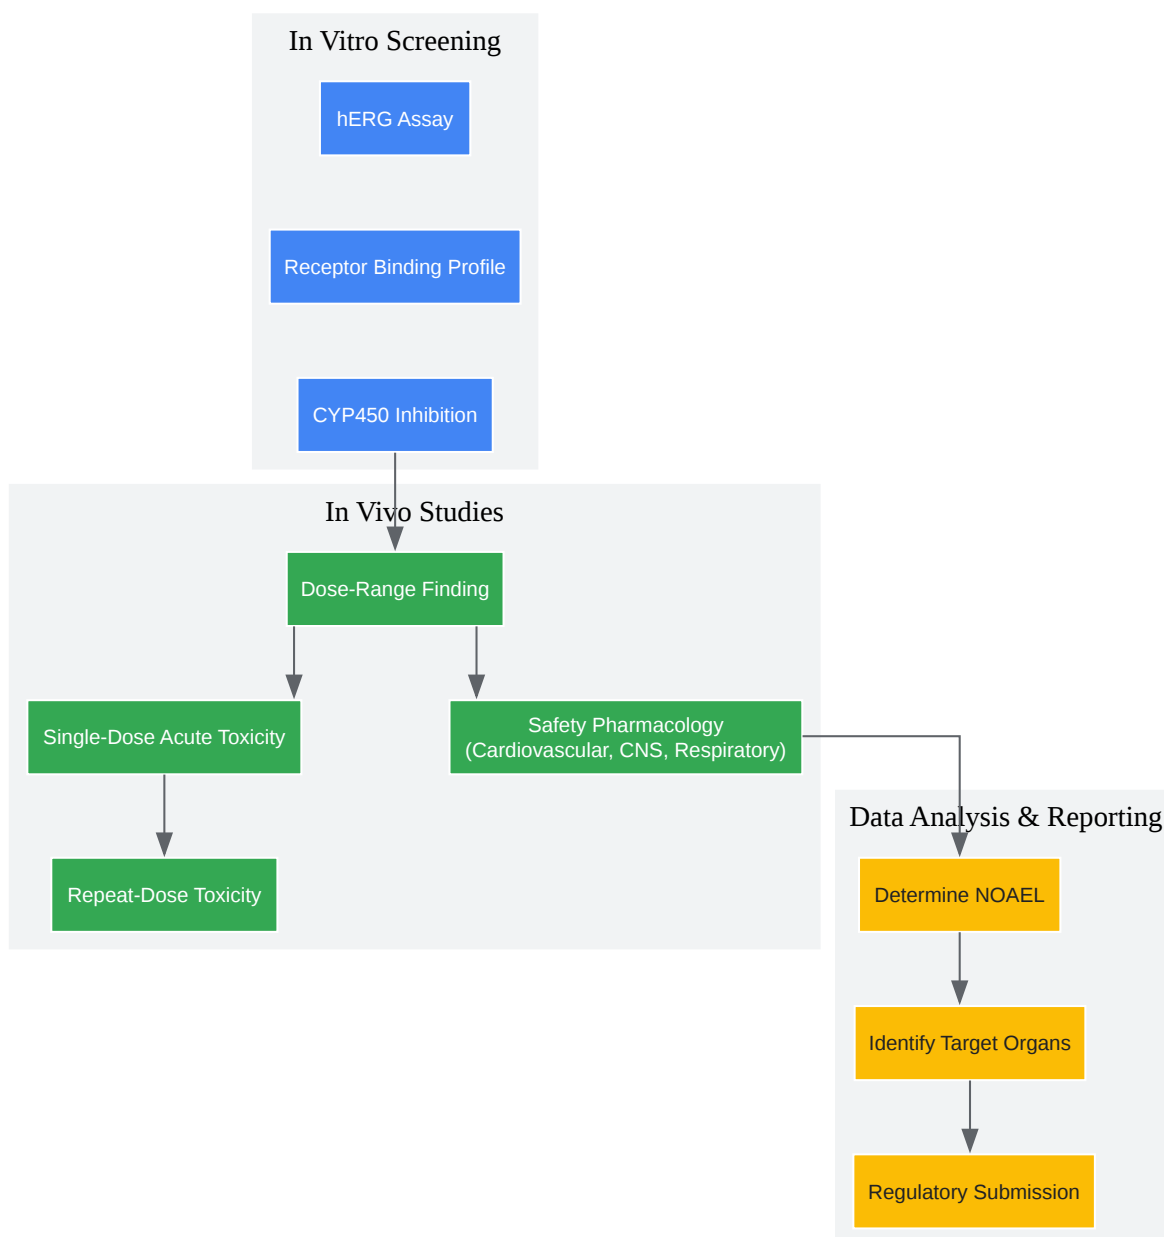 In Vitro Screening
hERG Assay
Receptor Binding Profile
CYP450 Inhibition
In Vivo Studies
Dose-Range Finding
Single-Dose Acute Toxicity
Safety Pharmacology
(Cardiovascular, CNS, Respiratory)
Repeat-Dose Toxicity
Data Analysis & Reporting
Determine NOAEL
Identify Target Organs
Regulatory Submission